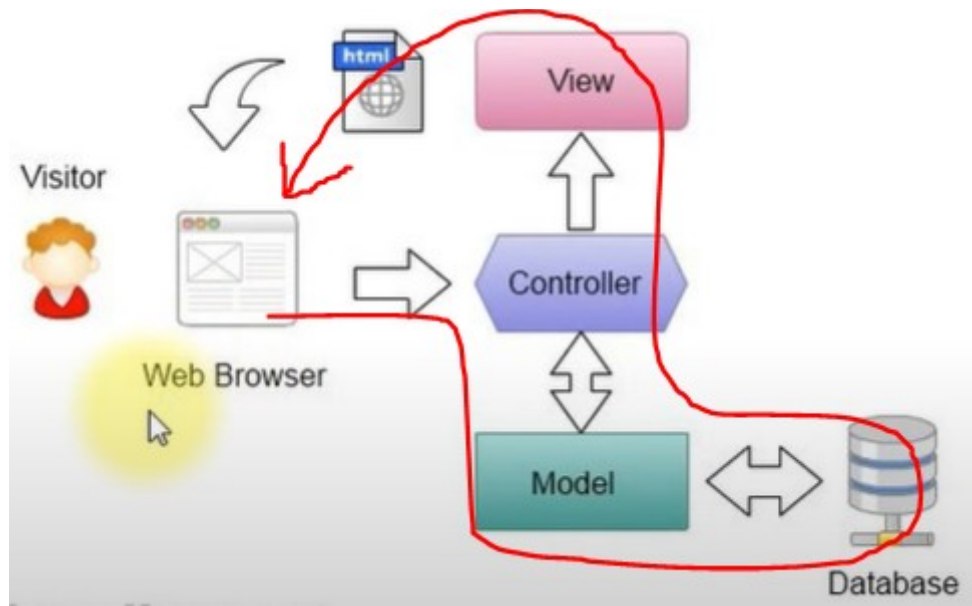 html
View
Visitor
Controller
Web Browser
Model
Database